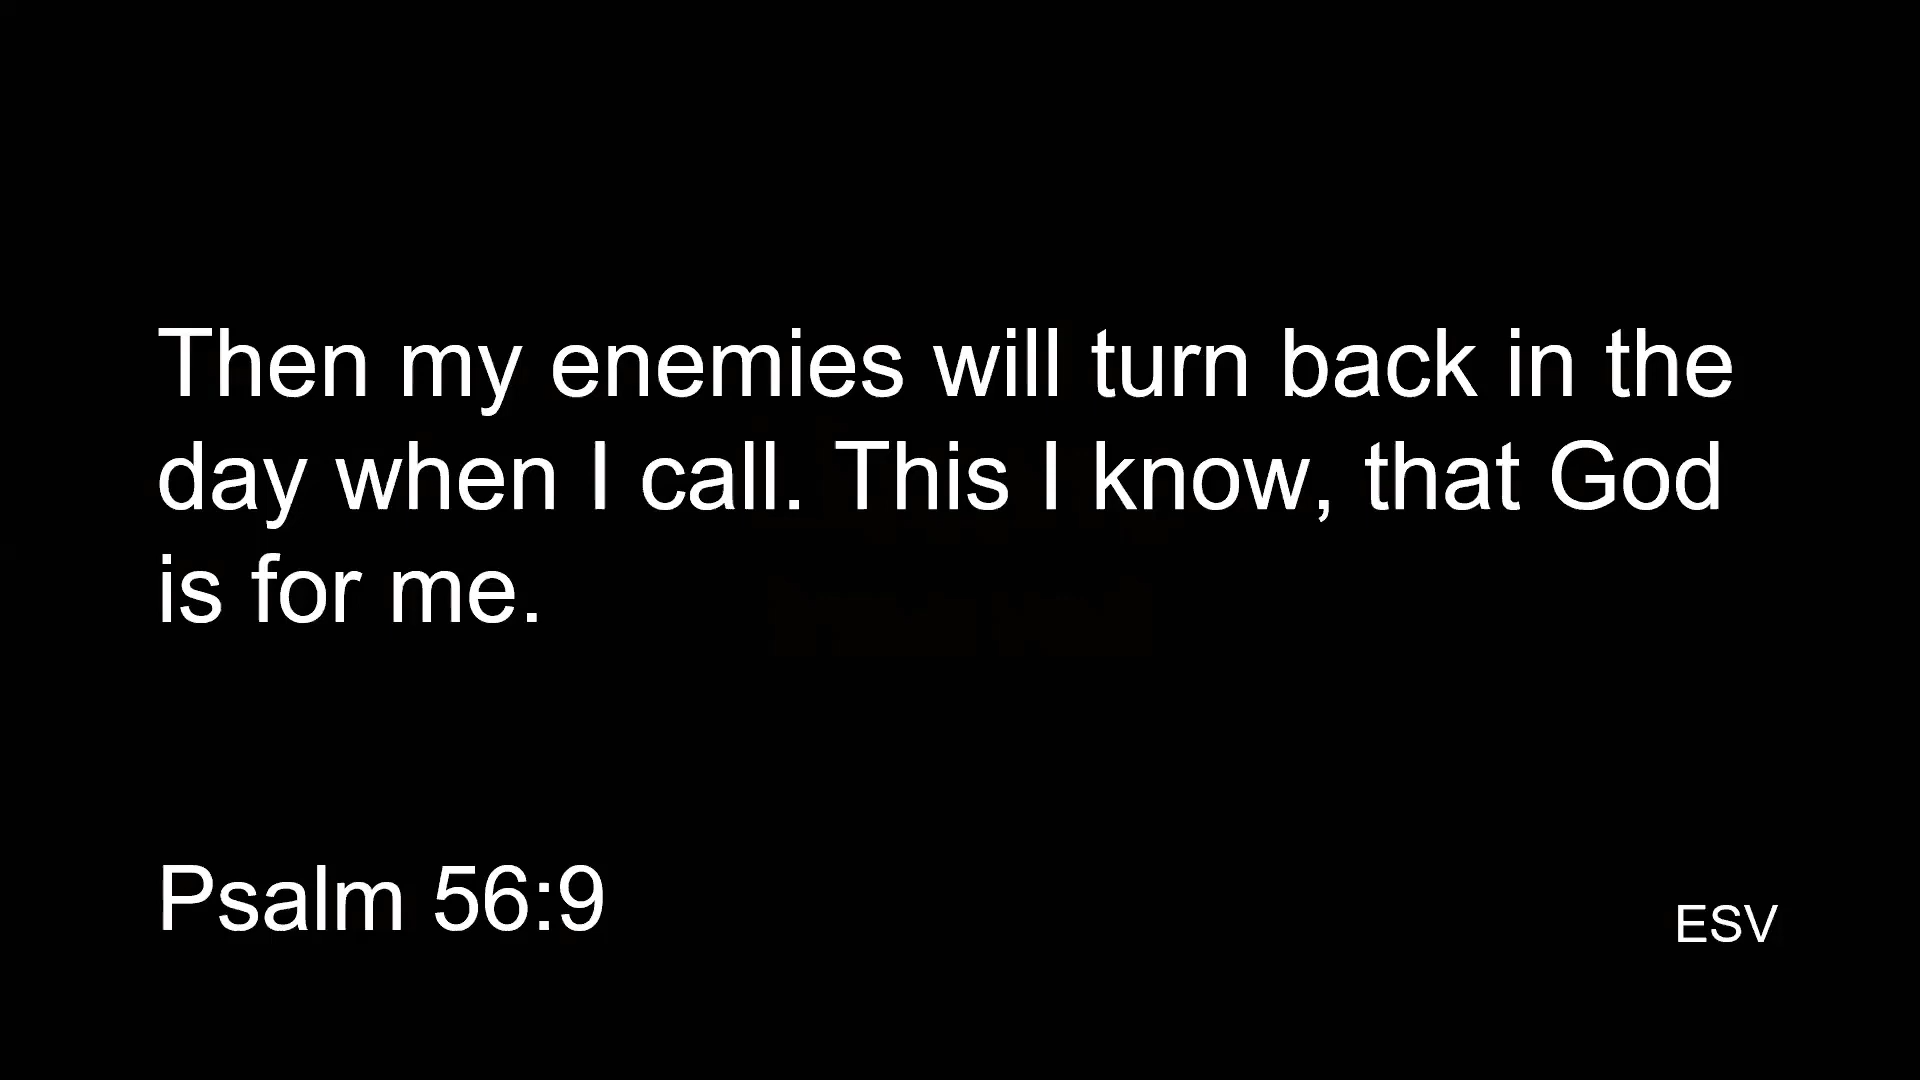 Then my enemies will turn back in the
day when I call. This I know, that God
is for me.
Psalm 56:9
ESV